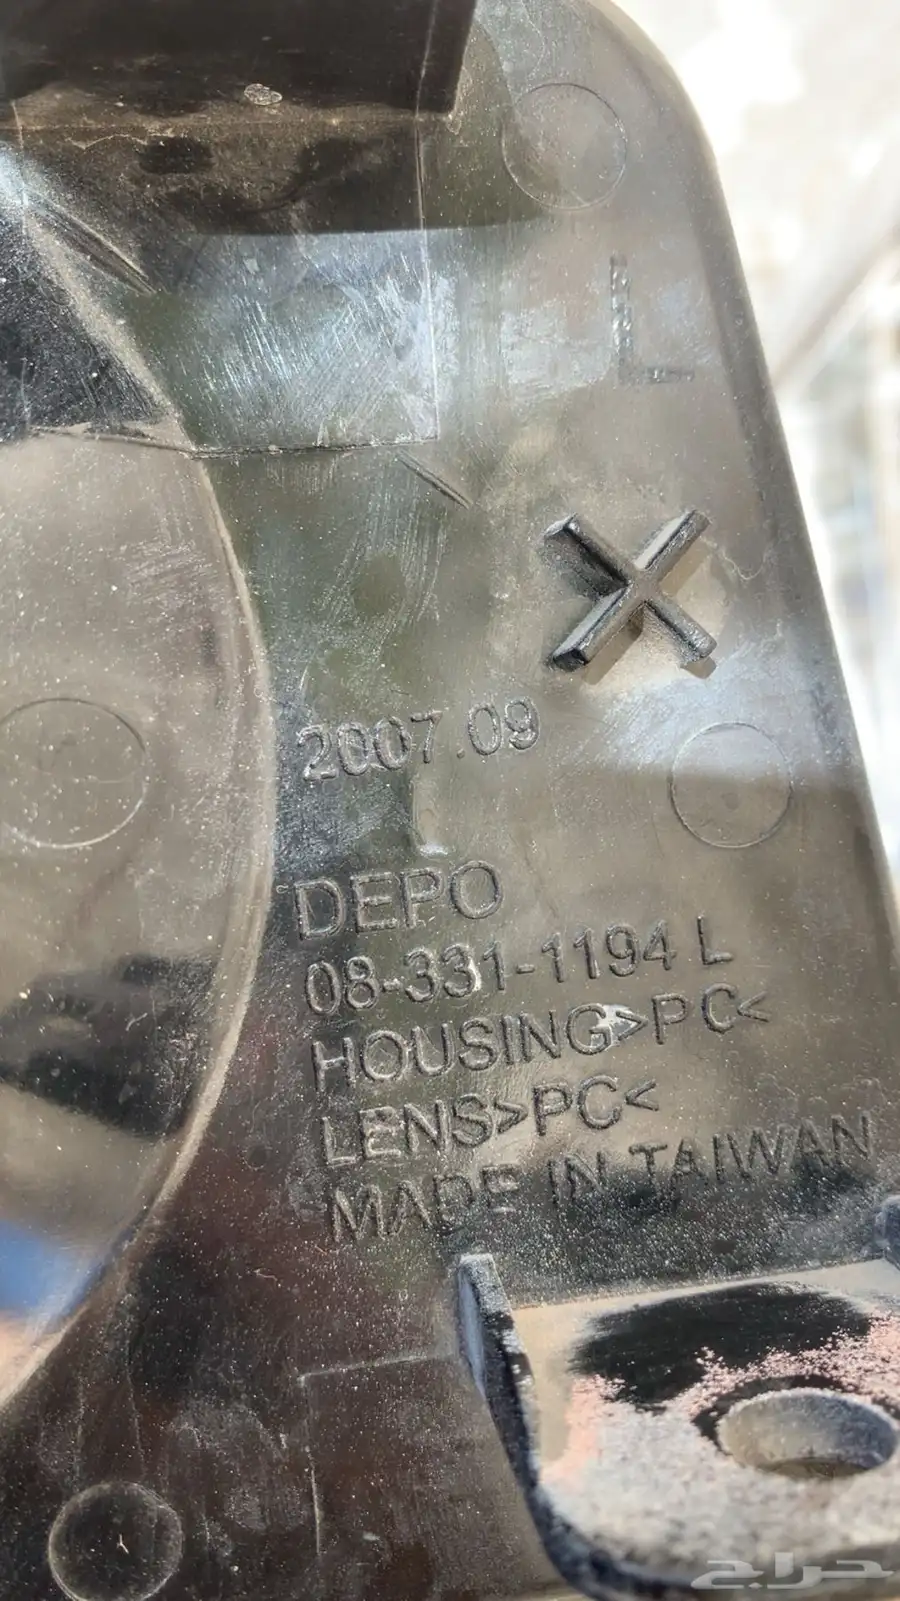 L
2007.09
DEPO
08-331-1194 L
HOUSING>PC<
LENS>PC<
MADE IN TAIWAN
حراج